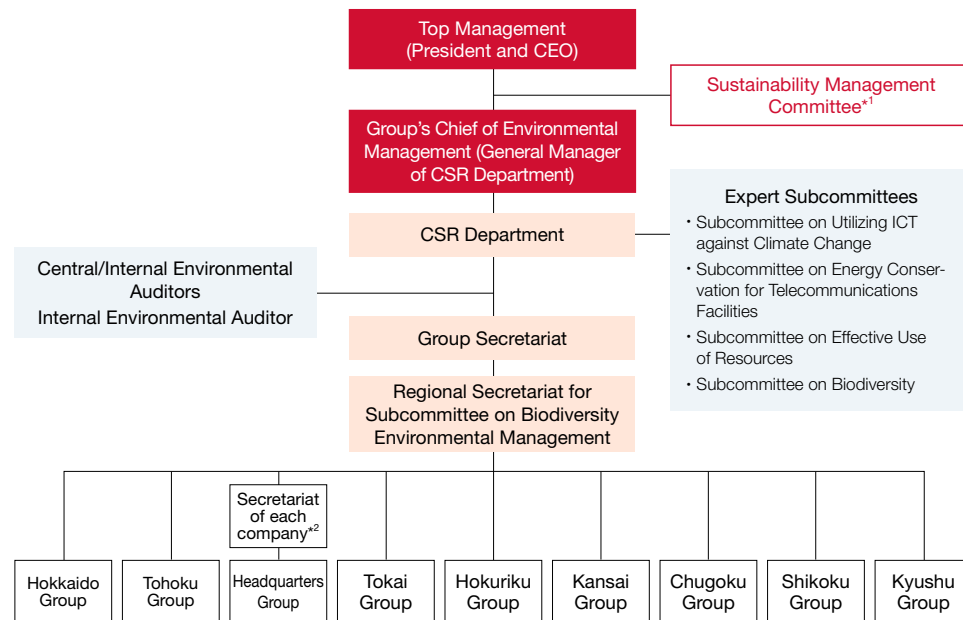 Top Management
(President and CEO)
Sustainability Management
Committee*1
Group's Chief of Environmental
Management (General Manager
of CSR Department)
CSR Department
Expert Subcommittees
・Subcommittee on Utilizing ICT
against Climate Change
・Subcommittee on Energy Conser-
vation for Telecommunications
Facilities
・Subcommittee on Effective Use
of Resources
・Subcommittee on Biodiversity
Central/Internal Environmental
Auditors
Internal Environmental Auditor
Group Secretariat
Regional Secretariat for
Subcommittee on Biodiversity
Environmental Management
Secretariat
of each
company*2
Hokkaido
Group
Tohoku
Group
Headquarters
Group
Tokai
Group
Hokuriku
Group
Kansai
Group
Chugoku
Group
Shikoku
Group
Kyushu
Group